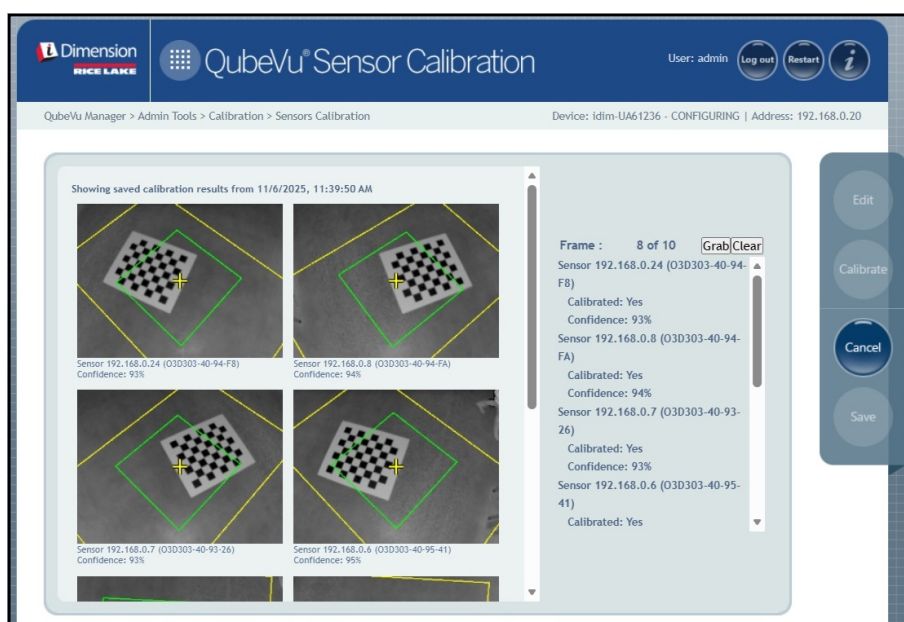 Dimension
RICE LAKE
QubeVu® Sensor Calibration
User: admin
Log out
Restart
i
QubeVu Manager > Admin Tools > Calibration > Sensors Calibration
Device: idim-UA61236 - CONFIGURING | Address: 192.168.0.20
Showing saved calibration results from 11/6/2025, 11:39:50 AM
Sensor 192.168.0.24 (O3D303-40-94-F8)
Confidence: 93%
Sensor 192.168.0.8 (O3D303-40-94-FA)
Confidence: 94%
Sensor 192.168.0.7 (O3D303-40-93-26)
Confidence: 93%
Sensor 192.168.0.6 (O3D303-40-95-41)
Confidence: 95%
Frame : 8 of 10 Grab Clear
Sensor 192.168.0.24 (O3D303-40-94-
F8)
Calibrated: Yes
Confidence: 93%
Sensor 192.168.0.8 (O3D303-40-94-
FA)
Calibrated: Yes
Confidence: 94%
Sensor 192.168.0.7 (O3D303-40-93-
26)
Calibrated: Yes
Confidence: 93%
Sensor 192.168.0.6 (O3D303-40-95-
41)
Calibrated: Yes
Edit
Calibrate
Cancel
Save